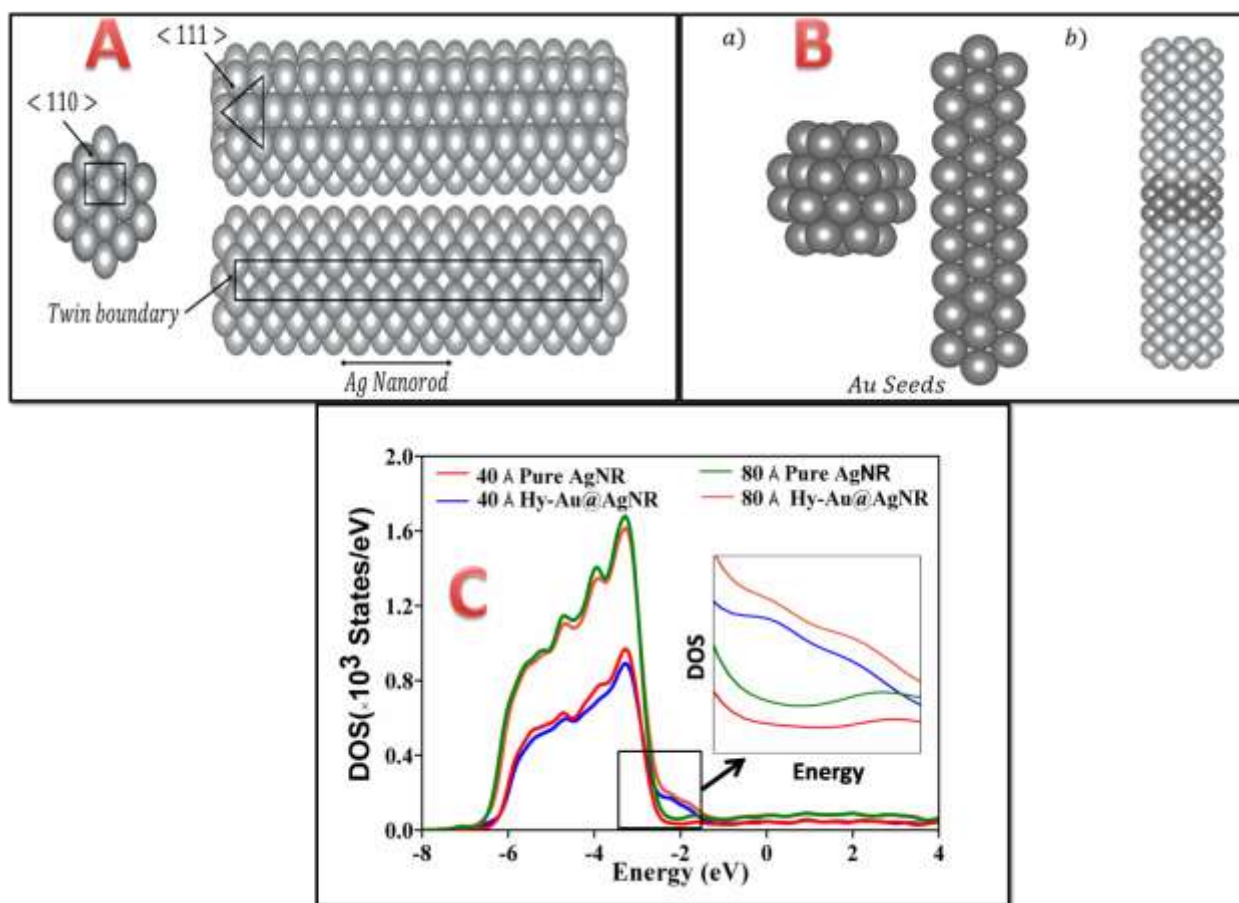 A
< 111 >
< 110 >
Twin boundary
Ag Nanorod
a)
B
b)
Au Seeds
C
40 Å Pure AgNR
40 Å Hy-Au@AgNR
80 Å Pure AgNR
80 Å Hy-Au@AgNR
DOS(×10³ States/eV)
2.0
1.6
1.2
0.8
0.4
0.0
-8
-6
-4
-2
0
2
4
Energy (eV)
DOS
Energy